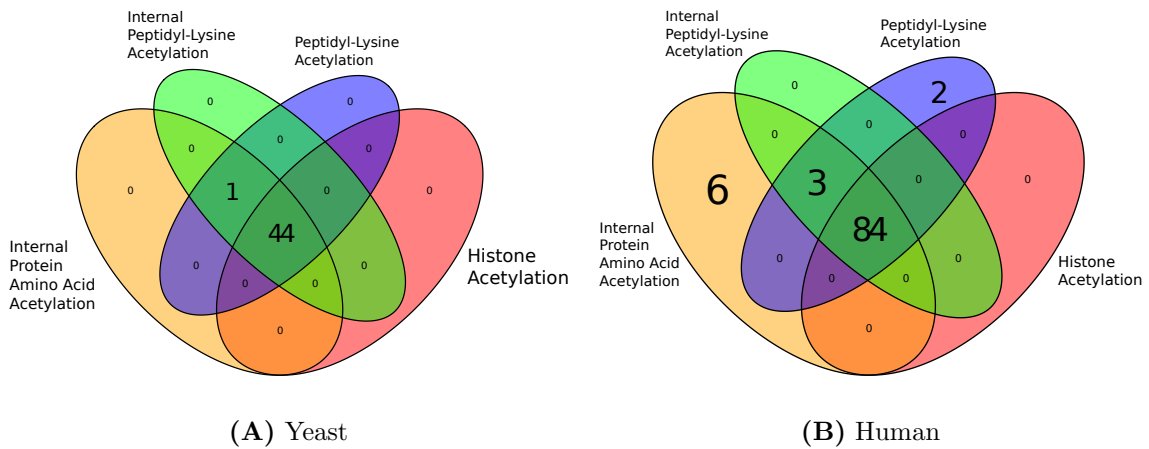 Internal
Peptidyl-Lysine
Acetylation
Peptidyl-Lysine
Acetylation
0
0
0
0
0
0
1
0
0
44
0
0
0
0
0
Internal
Protein
Amino Acid
Acetylation
Histone
Acetylation
(A) Yeast
Internal
Peptidyl-Lysine
Acetylation
Peptidyl-Lysine
Acetylation
0
2
0
0
0
6
3
0
0
84
0
0
0
0
0
Internal
Protein
Amino Acid
Acetylation
Histone
Acetylation
(B) Human